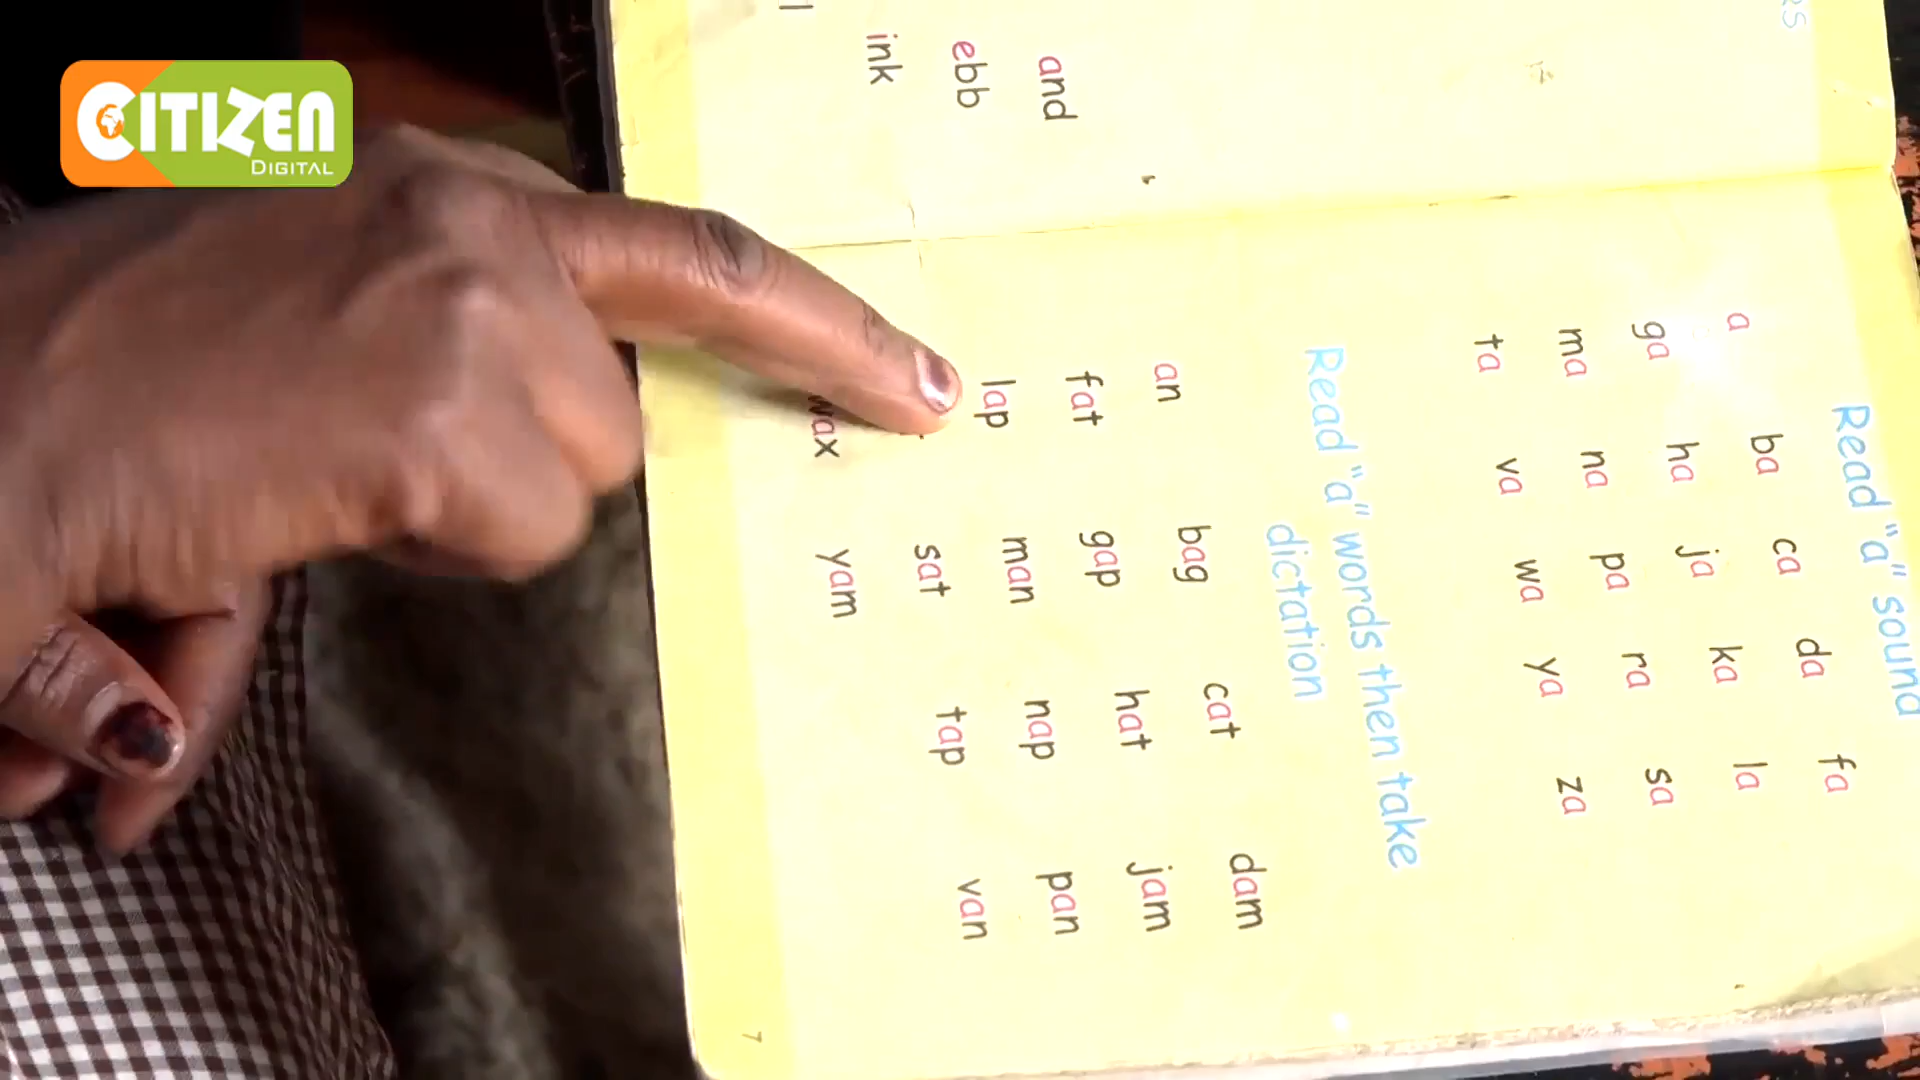 CITIZEN
DIGITAL
and
ebb
ink
Read "a" sound
a ba ca da fa
ga ha ja ka la
ma na pa ra sa
ta va wa ya za
Read "a" words then take
dictation
an bag cat dam
fat gap hat jam
lap man nap pan
sat tap van
wax yam
7